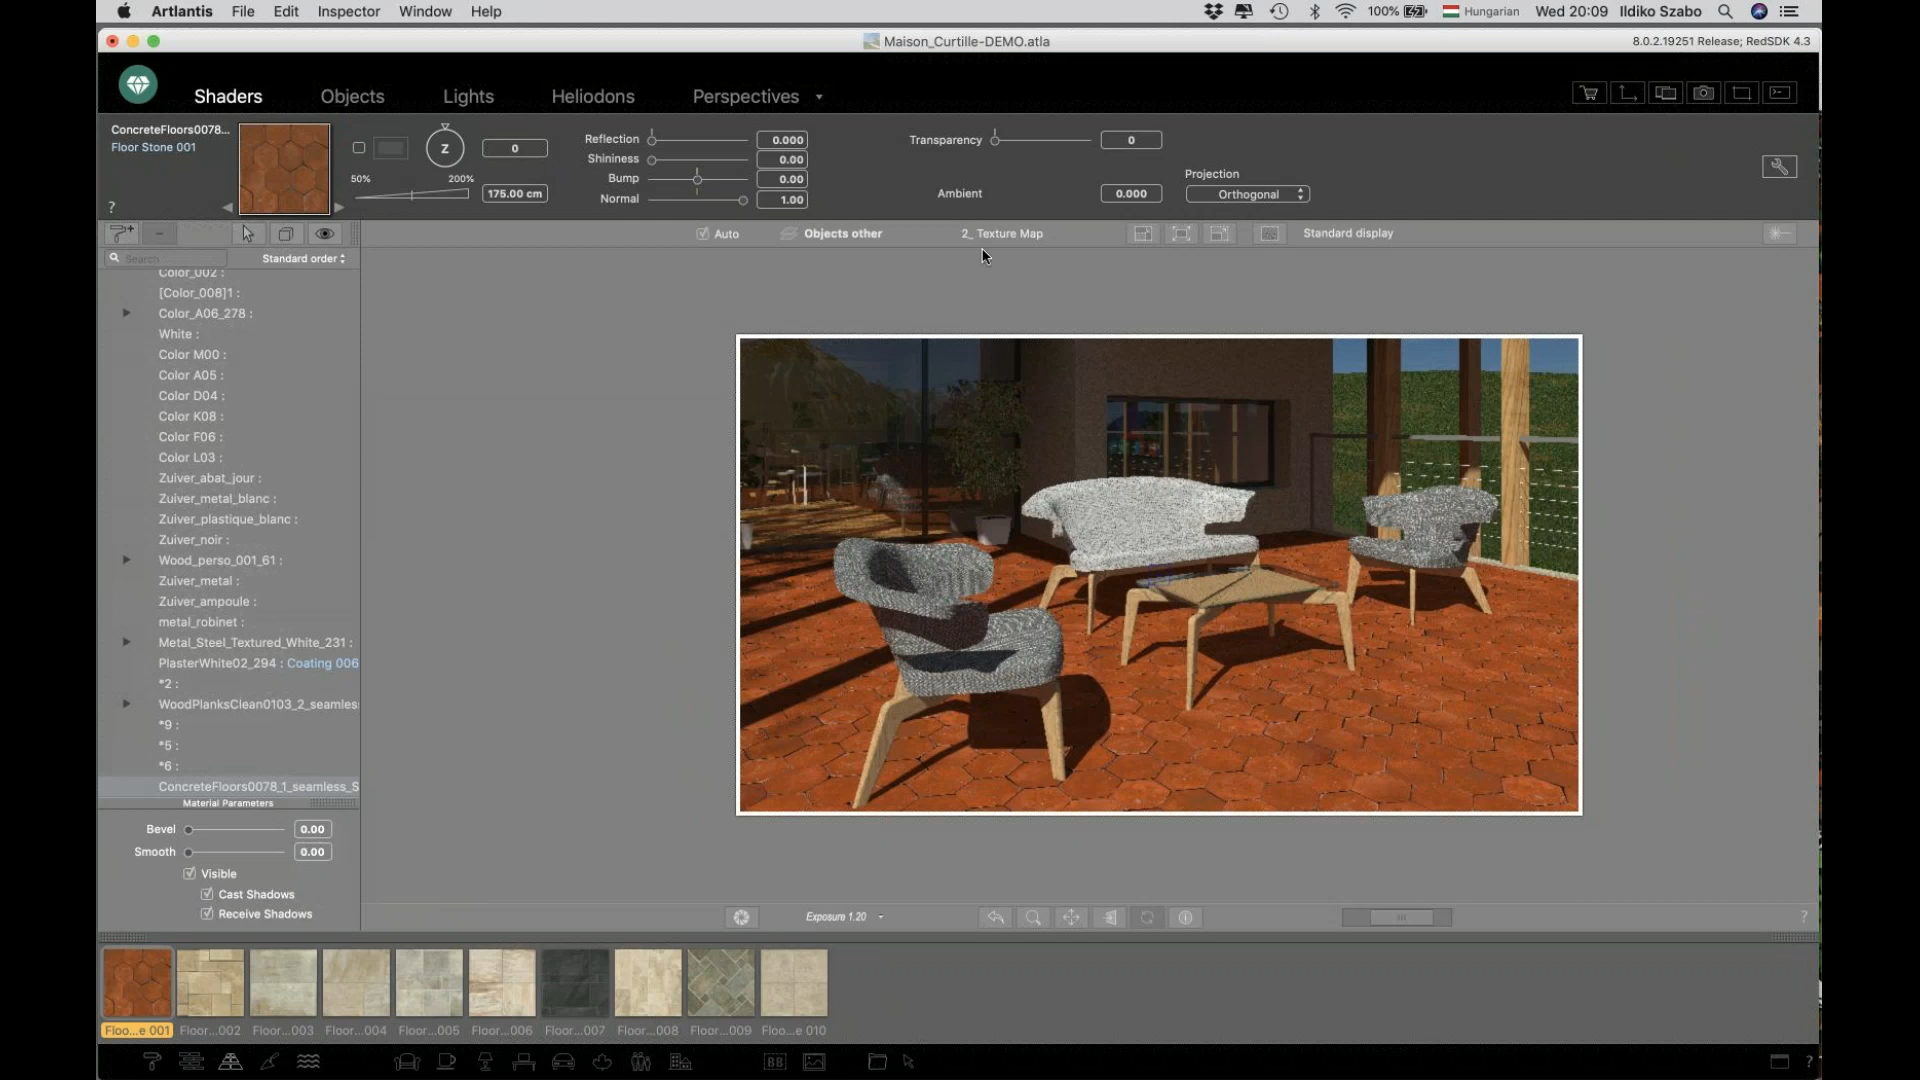 Artlantis File Edit Inspector Window Help
100% Hungarian Wed 20:09 Ildiko Szabo
Maison_Curtille-DEMO.atla
8.0.2.19251 Release; RedSDK 4.3
Shaders Objects Lights Heliodons Perspectives
ConcreteFloors0078...
Floor Stone 001
?
Z
0
50% 200%
175.00 cm
Reflection 0.000
Shininess 0.00
Bump 0.00
Normal 1.00
Transparency 0
Ambient 0.000
Projection
Orthogonal
Auto
Objects other
2_ Texture Map
Standard display
Search
Standard order
Color_002 :
[Color_008]1 :
Color_A06_278 :
White :
Color M00 :
Color A05 :
Color D04 :
Color K08 :
Color F06 :
Color L03 :
Zuiver_abat_jour :
Zuiver_metal_blanc :
Zuiver_plastique_blanc :
Zuiver_noir :
Wood_perso_001_61 :
Zuiver_metal :
Zuiver_ampoule :
metal_robinet :
Metal_Steel_Textured_White_231 :
PlasterWhite02_294 : Coating 006
*2 :
WoodPlanksClean0103_2_seamles
*9 :
*5 :
*6 :
ConcreteFloors0078_1_seamless_S
Material Parameters
Bevel 0.00
Smooth 0.00
Visible
Cast Shadows
Receive Shadows
Exposure 1.20
?
Floo...e 001 Floor...002 Floor...003 Floor...004 Floor...005 Floor...006 Floor...007 Floor...008 Floor...009 Floo...e 010
BB
?